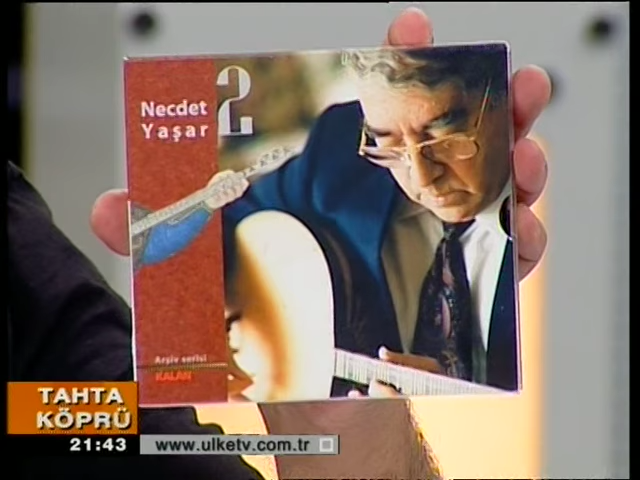 Necdet
Yaşar
2
Arşiv serisi
KALAN
TAHTA
KÖPRÜ
21:43
www.ulketv.com.tr